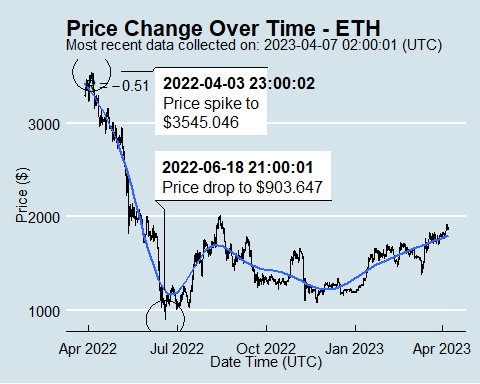 Price Change Over Time - ETH
Most recent data collected on: 2023-04-07 02:00:01 (UTC)
2022-04-03 23:00:02
Price spike to
$3545.046
−0.51
2022-06-18 21:00:01
Price drop to $903.647
Price ($)
3000
2000
1000
Apr 2022 Jul 2022 Oct 2022 Jan 2023 Apr 2023
Date Time (UTC)